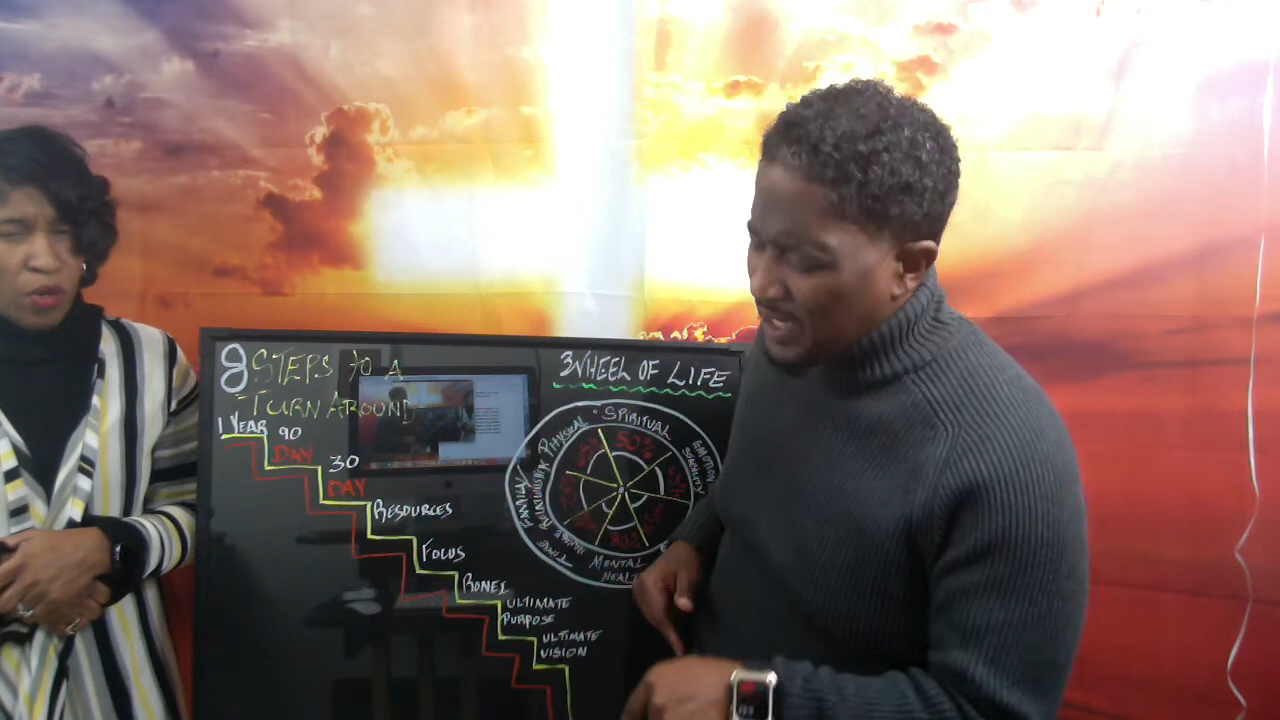 8 STEPS to A
TURN AROUND
1 YEAR
90
DAY
30
DAY
RESOURCES
FOCUS
RONEI
ULTIMATE
PURPOSE
ULTIMATE
VISION
3 WHEEL OF LIFE
SPIRITUAL
PHYSICAL
FAMILY
TIME
MENTAL
HEALTH
50%